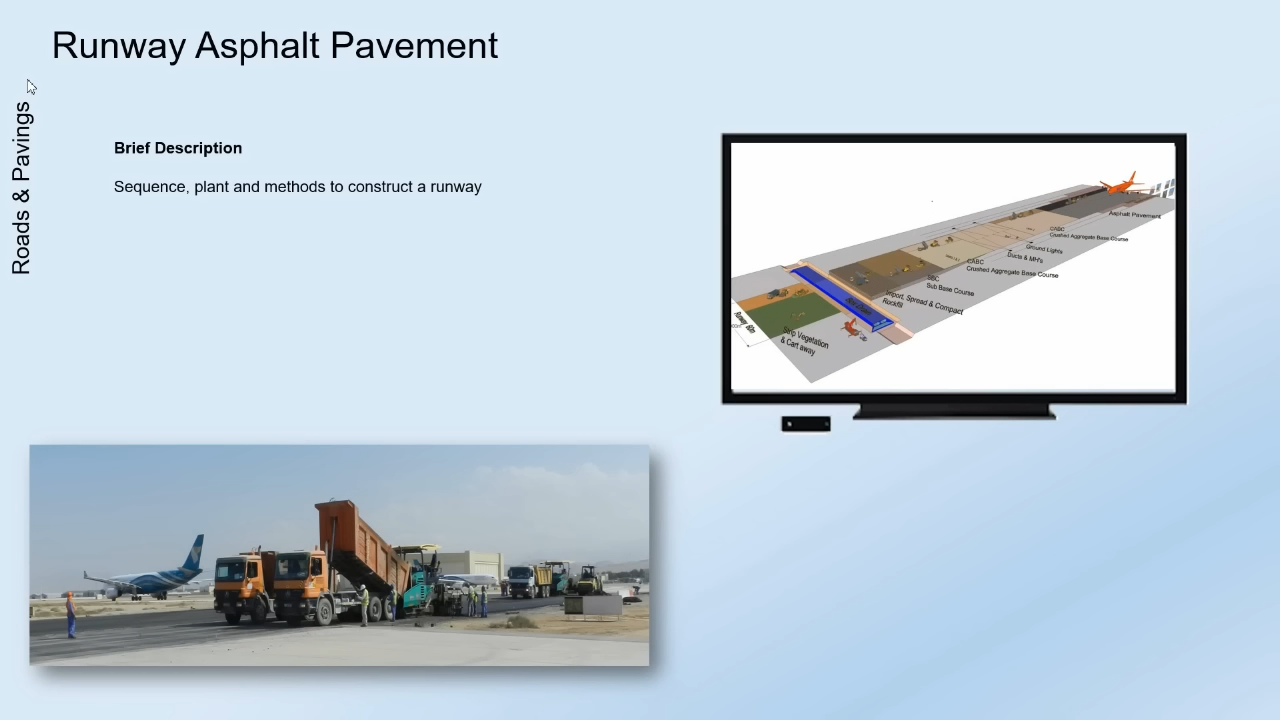 Runway Asphalt Pavement
Roads & Pavings
Brief Description
Sequence, plant and methods to construct a runway
Asphalt Pavement
CABC
Crushed Aggregate Base Course
Ground Lights
Ducts & MH's
CABC
Crushed Aggregate Base Course
SBC
Sub Base Course
Import, Spread & Compact
Rockfill
Runway 60m
Strip Vegetation
& Cart away